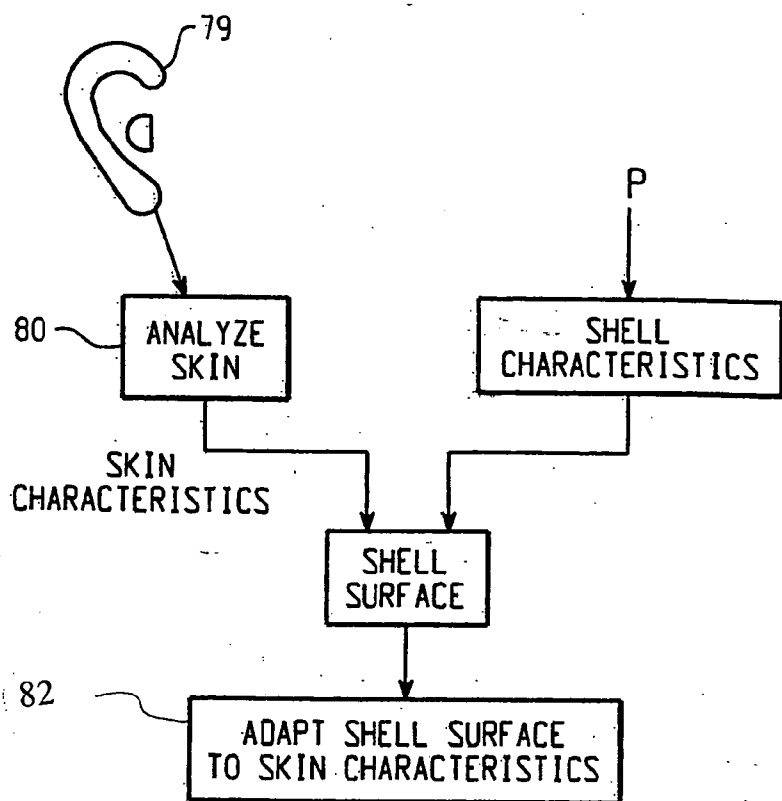 79
P
80
ANALYZE
SKIN
SHELL
CHARACTERISTICS
SKIN
CHARACTERISTICS
SHELL
SURFACE
82
ADAPT SHELL SURFACE
TO SKIN CHARACTERISTICS